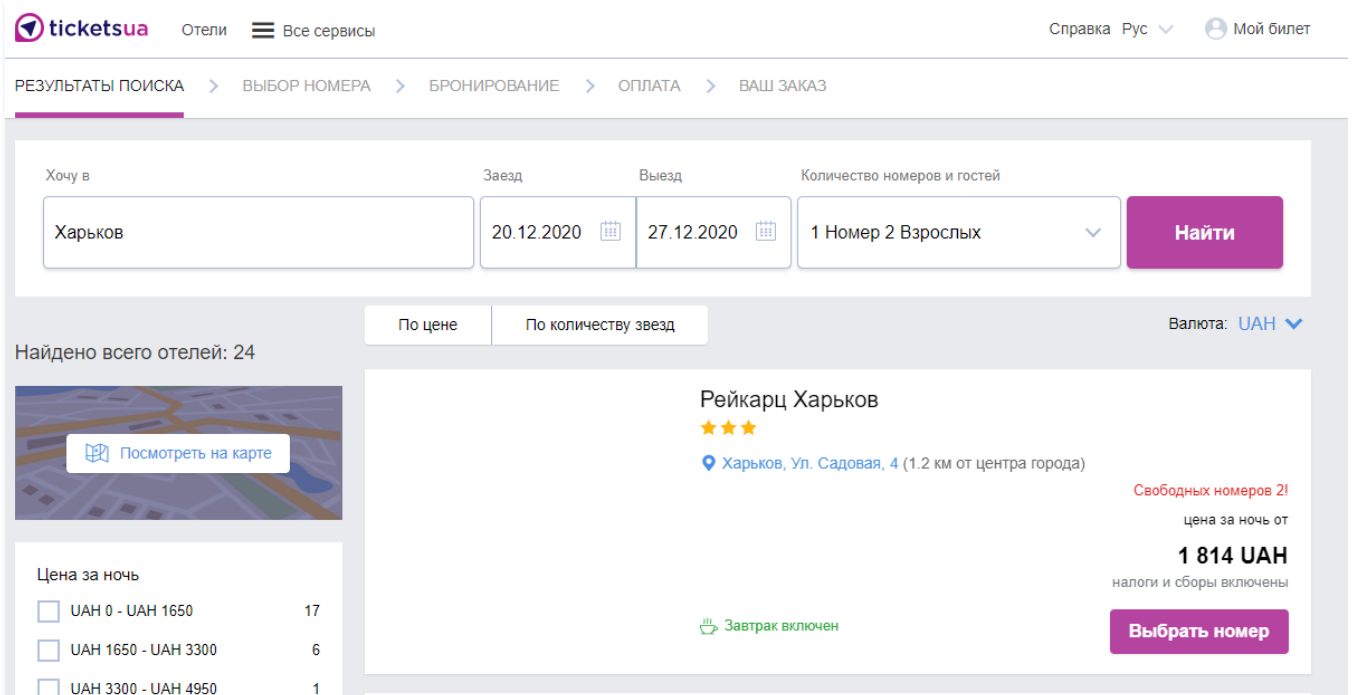 ticketsua Отели Все сервисы Справка Рус Мой билет
РЕЗУЛЬТАТЫ ПОИСКА > ВЫБОР НОМЕРА > БРОНИРОВАНИЕ > ОПЛАТА > ВАШ ЗАКАЗ
Хочу в Заезд Выезд Количество номеров и гостей
Харьков 20.12.2020 27.12.2020 1 Номер 2 Взрослых Найти
По цене По количеству звезд Валюта: UAH
Найдено всего отелей: 24
Посмотреть на карте
Цена за ночь
UAH 0 - UAH 1650 17
UAH 1650 - UAH 3300 6
UAH 3300 - UAH 4950 1
Рейкарц Харьков
Харьков, Ул. Садовая, 4 (1.2 км от центра города)
Свободных номеров 2!
цена за ночь от
1 814 UAH
налоги и сборы включены
Завтрак включен
Выбрать номер